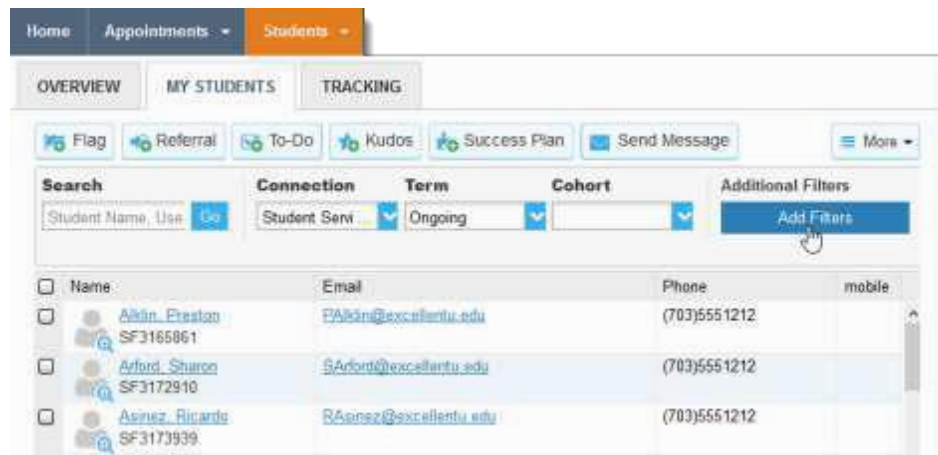 Home Appointments Students
OVERVIEW MY STUDENTS TRACKING
Flag Referral To-Do Kudos Success Plan Send Message More
Search Connection Term Cohort Additional Filters
Student Name, Use Go Student Servi ... Ongoing Add Filters
Name Email Phone mobile
Aiklin, Preston PAiklin@excellentu.edu (703)5551212
SF3165861
Arford, Sharon SArford@excellentu.edu (703)5551212
SF3172910
Asinez, Ricardo RAsinez@excellentu.edu (703)5551212
SF3173939